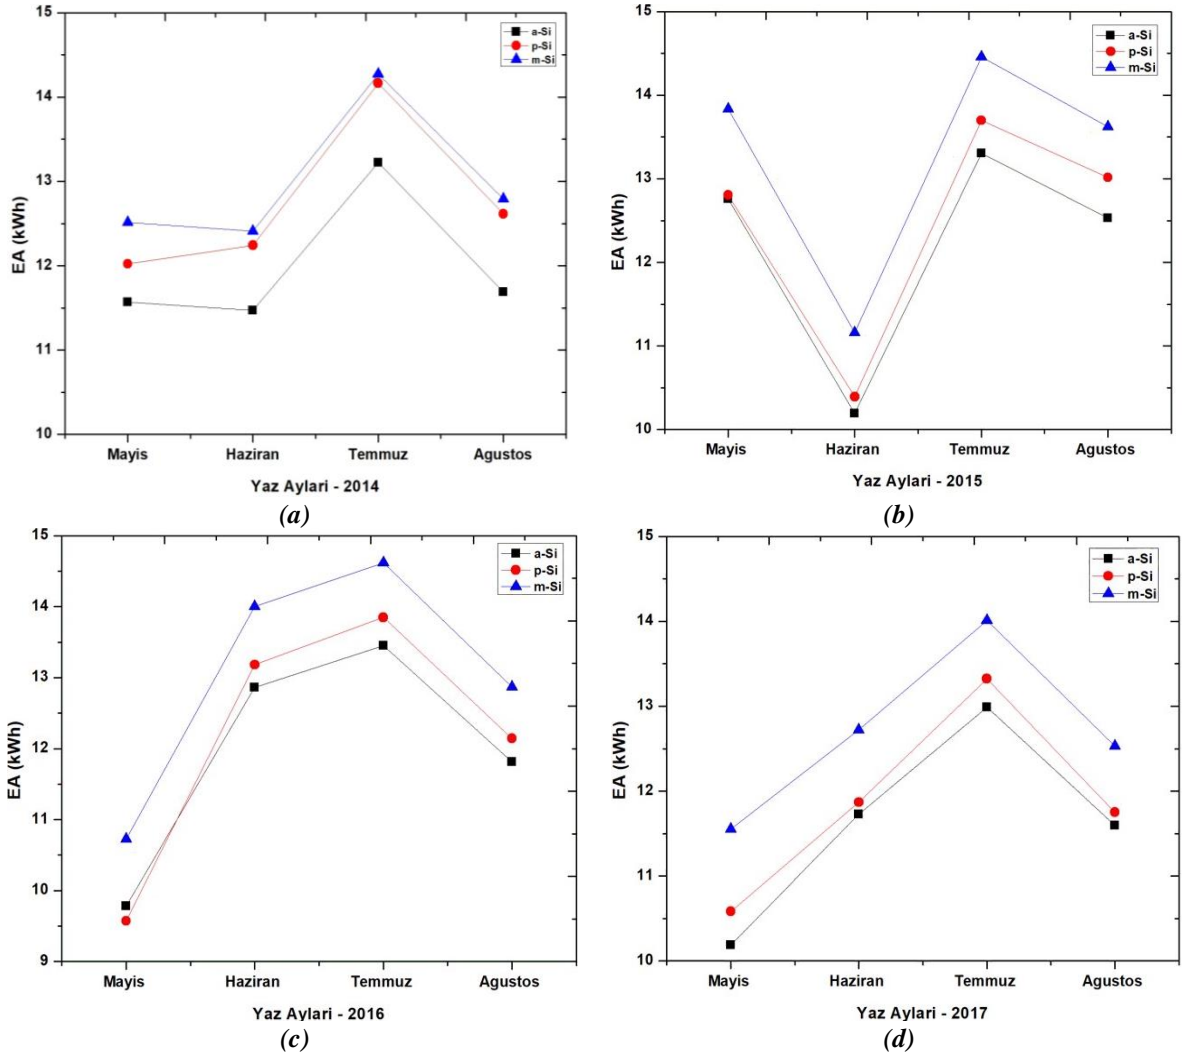 15
14
13
12
11
10
EA (kWh)
a-Si
p-Si
m-Si
Mayis Haziran Temmuz Agustos
Yaz Aylari - 2014
(a)
15
14
13
12
11
10
EA (kWh)
a-Si
p-Si
m-Si
Mayis Haziran Temmuz Agustos
Yaz Aylari - 2015
(b)
15
14
13
12
11
10
9
EA (kWh)
a-Si
p-Si
m-Si
Mayis Haziran Temmuz Agustos
Yaz Aylari - 2016
(c)
15
14
13
12
11
10
EA (kWh)
a-Si
p-Si
m-Si
Mayis Haziran Temmuz Agustos
Yaz Aylari - 2017
(d)